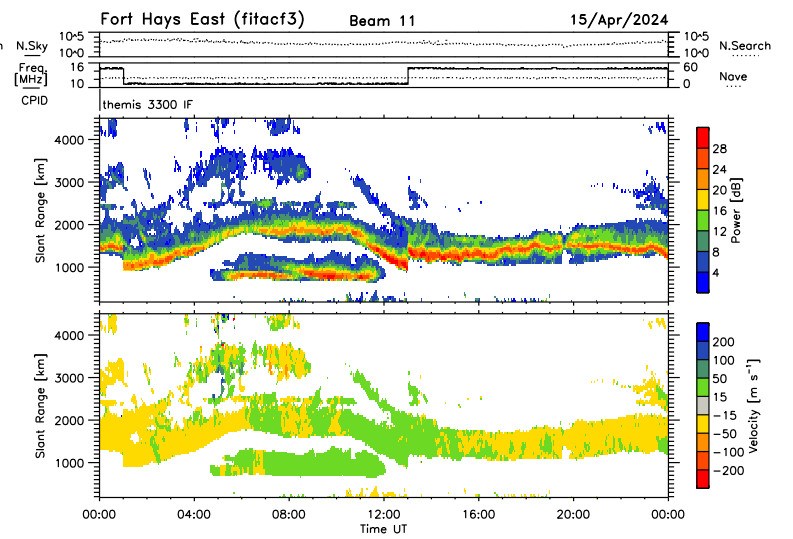 Fort Hays East (fitacf3) Beam 11 15/Apr/2024
N.Sky 10^5 10^0 10^5 10^0 N.Search
Freq. [MHz] 16 10 60 0 Nave
CPID themis 3300 IF
Slant Range [km] 4000 3000 2000 1000
Power [dB] 28 24 20 16 12 8 4
Slant Range [km] 4000 3000 2000 1000
Velocity [m s⁻¹] 200 100 50 15 −15 −50 −100 −200
00:00 04:00 08:00 12:00 16:00 20:00 00:00
Time UT